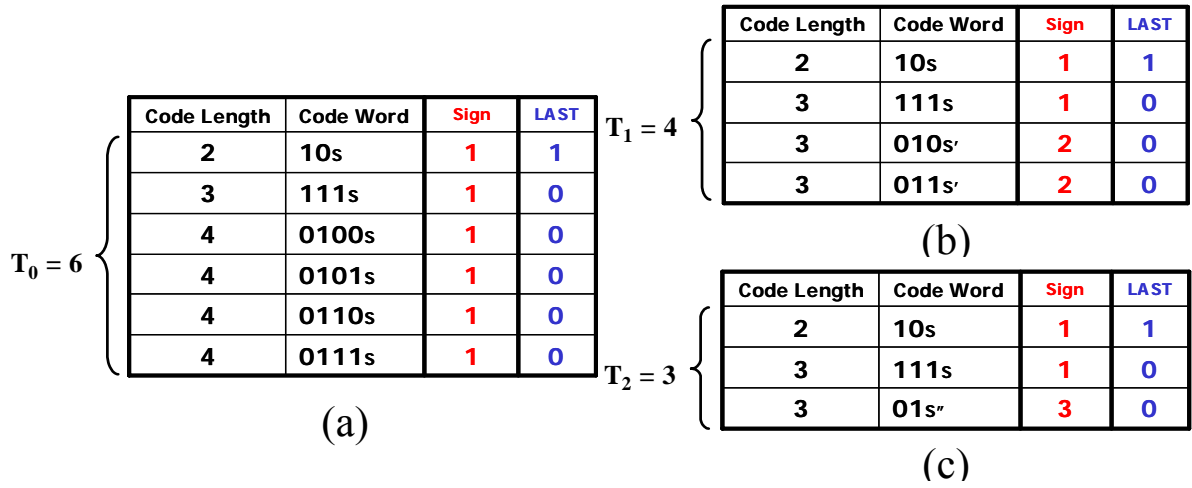 Code Length Code Word Sign LAST
2 10s 1 1
3 111s 1 0
4 0100s 1 0
4 0101s 1 0
4 0110s 1 0
4 0111s 1 0
T₀ = 6
(a)
Code Length Code Word Sign LAST
2 10s 1 1
3 111s 1 0
3 010s′ 2 0
3 011s′ 2 0
T₁ = 4
(b)
Code Length Code Word Sign LAST
2 10s 1 1
3 111s 1 0
3 01s″ 3 0
T₂ = 3
(c)